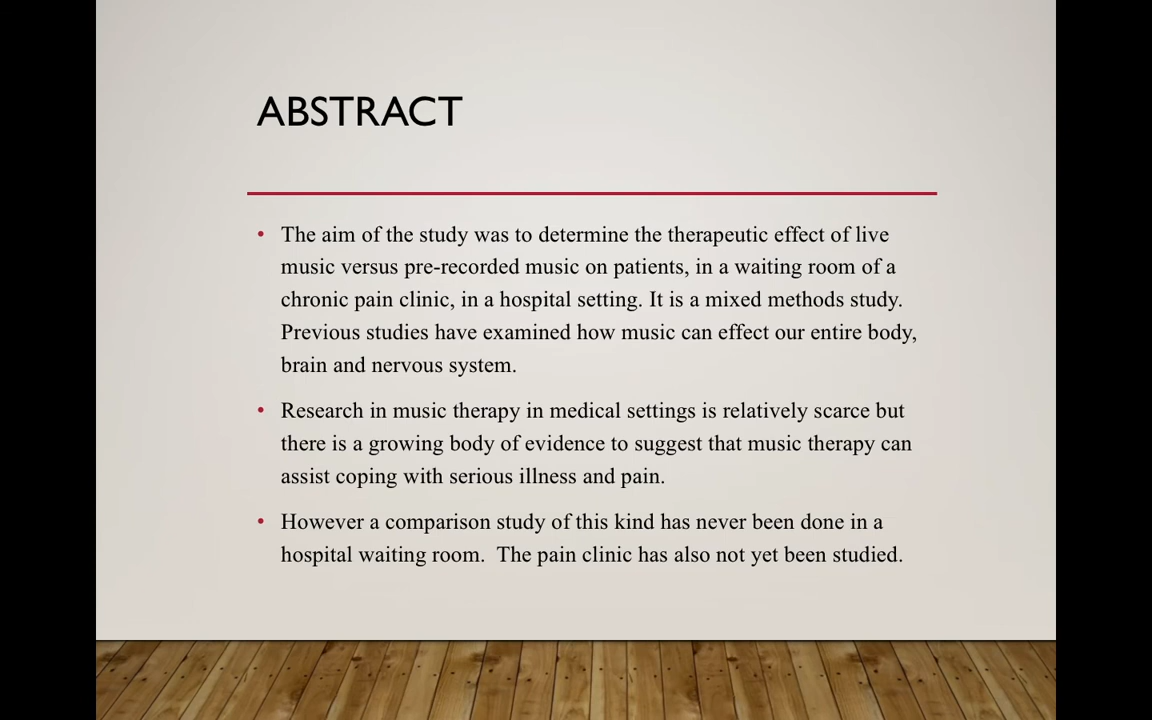 ABSTRACT
• The aim of the study was to determine the therapeutic effect of live
music versus pre-recorded music on patients, in a waiting room of a
chronic pain clinic, in a hospital setting. It is a mixed methods study.
Previous studies have examined how music can effect our entire body,
brain and nervous system.
• Research in music therapy in medical settings is relatively scarce but
there is a growing body of evidence to suggest that music therapy can
assist coping with serious illness and pain.
• However a comparison study of this kind has never been done in a
hospital waiting room.  The pain clinic has also not yet been studied.